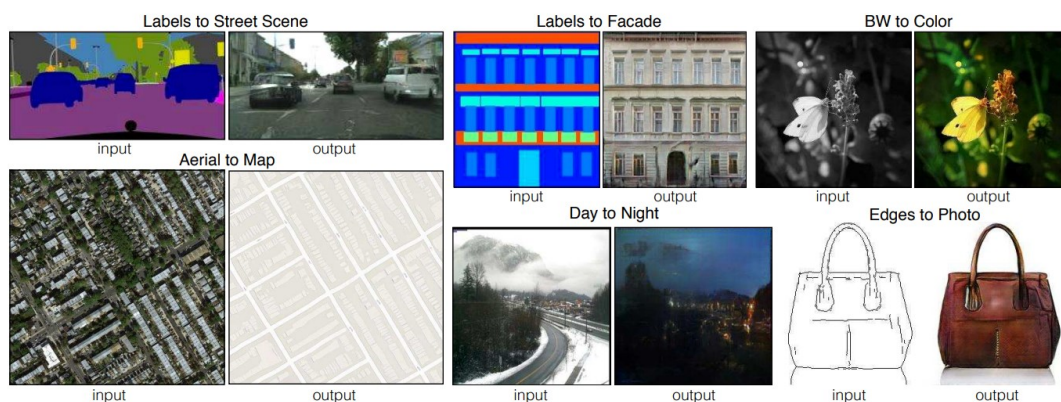 Labels to Street Scene
input
output
Aerial to Map
input
output
Labels to Facade
input
output
BW to Color
input
output
Day to Night
input
output
Edges to Photo
input
output